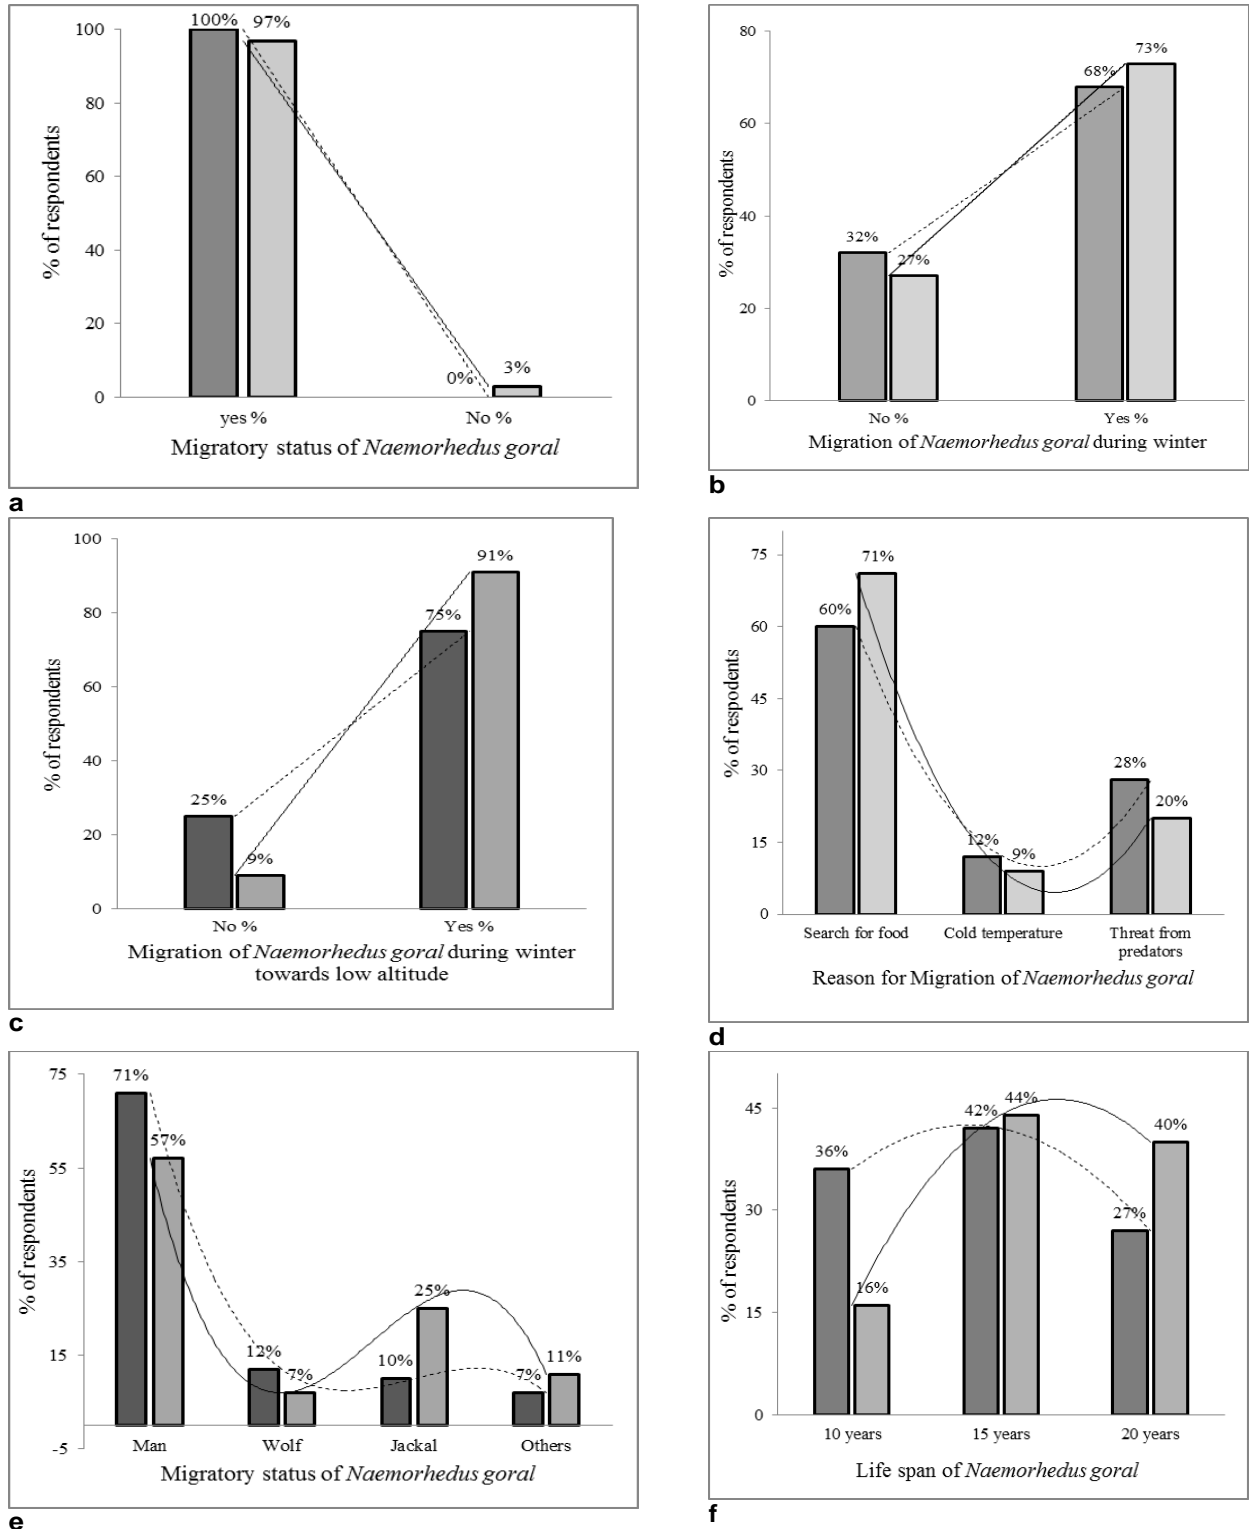 100%
97%
100
80
60
40
20
0
0%
3%
% of respondents
yes %
No %
Migratory status of Naemorhedus goral
a
80
60
40
20
0
73%
68%
32%
27%
% of respondents
No %
Yes %
Migration of Naemorhedus goral during winter
b
100
80
60
40
20
0
91%
75%
25%
9%
% of respondents
No %
Yes %
Migration of Naemorhedus goral during winter
towards low altitude
c
75
60
45
30
15
0
71%
60%
12%
9%
28%
20%
% of respodents
Search for food
Cold temperature
Threat from
predators
Reason for Migration of Naemorhedus goral
d
75
55
35
15
-5
71%
57%
12%
7%
10%
25%
7%
11%
% of respondents
Man
Wolf
Jackal
Others
Migratory status of Naemorhedus goral
e
45
30
15
0
36%
16%
42%
44%
27%
40%
% of respondents
10 years
15 years
20 years
Life span of Naemorhedus goral
f